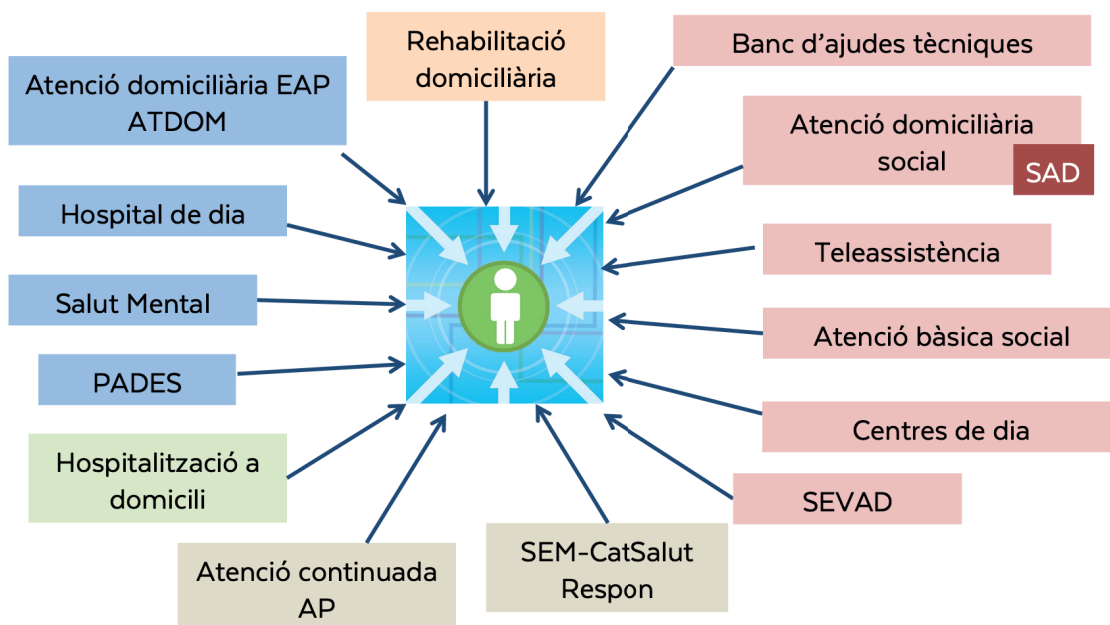 Rehabilitació
domiciliària
Banc d'ajudes tècniques
Atenció domiciliària EAP
ATDOM
Atenció domiciliària
social
SAD
Hospital de dia
Teleassistència
Salut Mental
Atenció bàsica social
PADES
Centres de dia
Hospitalització a
domicili
SEVAD
Atenció continuada
AP
SEM-CatSalut
Respon